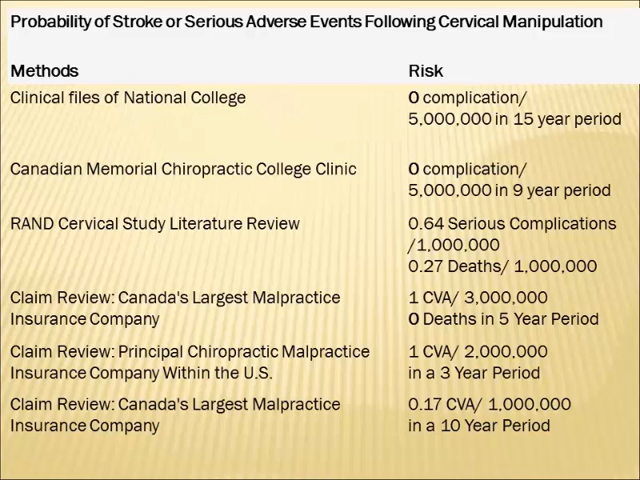 Probability of Stroke or Serious Adverse Events Following Cervical Manipulation
Methods Risk
Clinical files of National College 0 complication/
5,000,000 in 15 year period
Canadian Memorial Chiropractic College Clinic 0 complication/
5,000,000 in 9 year period
RAND Cervical Study Literature Review 0.64 Serious Complications
/1,000,000
0.27 Deaths/ 1,000,000
Claim Review: Canada's Largest Malpractice 1 CVA/ 3,000,000
Insurance Company 0 Deaths in 5 Year Period
Claim Review: Principal Chiropractic Malpractice 1 CVA/ 2,000,000
Insurance Company Within the U.S. in a 3 Year Period
Claim Review: Canada's Largest Malpractice 0.17 CVA/ 1,000,000
Insurance Company in a 10 Year Period